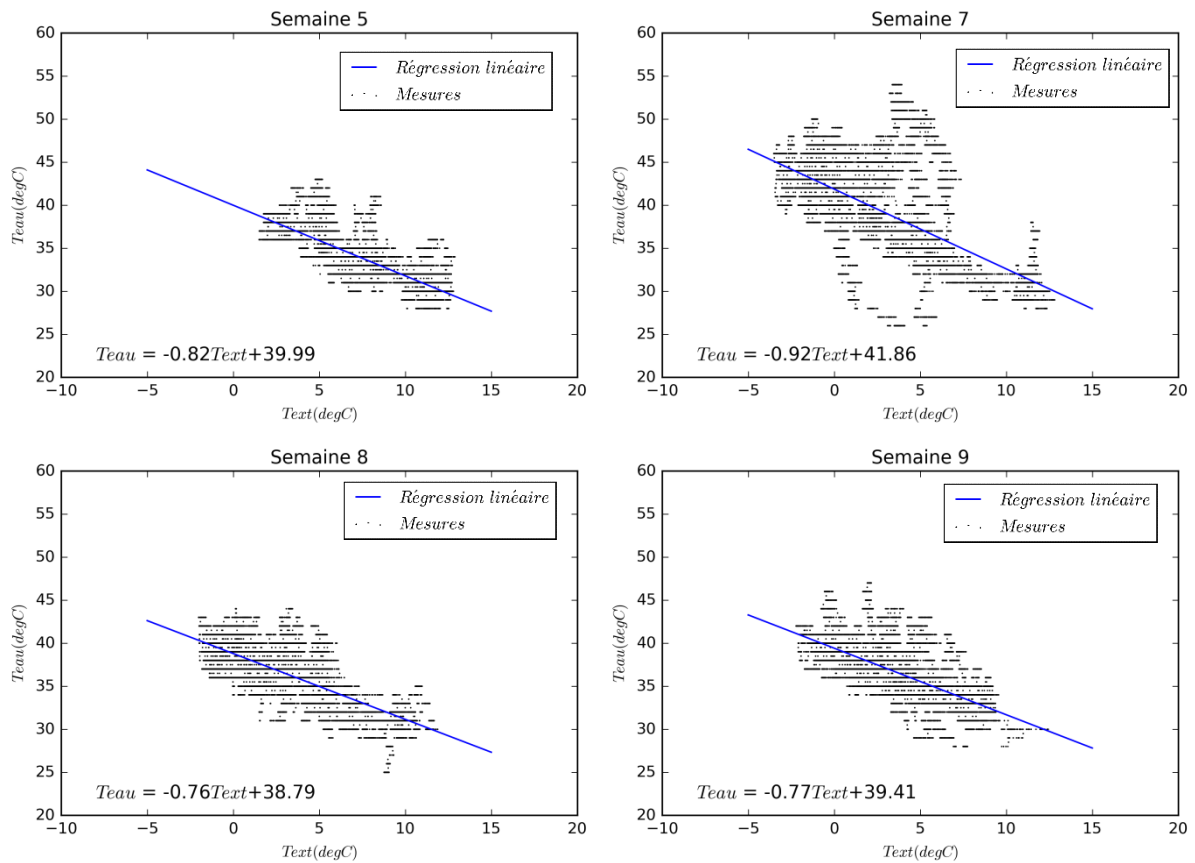 Semaine 5
60
55
50
45
40
35
30
25
20
Teau(degC)
Régression linéaire
Mesures
Teau = -0.82Text+39.99
−10
−5
0
5
10
15
20
Text(degC)
Semaine 7
60
55
50
45
40
35
30
25
20
Teau(degC)
Régression linéaire
Mesures
Teau = -0.92Text+41.86
−10
−5
0
5
10
15
20
Text(degC)
Semaine 8
60
55
50
45
40
35
30
25
20
Teau(degC)
Régression linéaire
Mesures
Teau = -0.76Text+38.79
−10
−5
0
5
10
15
20
Text(degC)
Semaine 9
60
55
50
45
40
35
30
25
20
Teau(degC)
Régression linéaire
Mesures
Teau = -0.77Text+39.41
−10
−5
0
5
10
15
20
Text(degC)